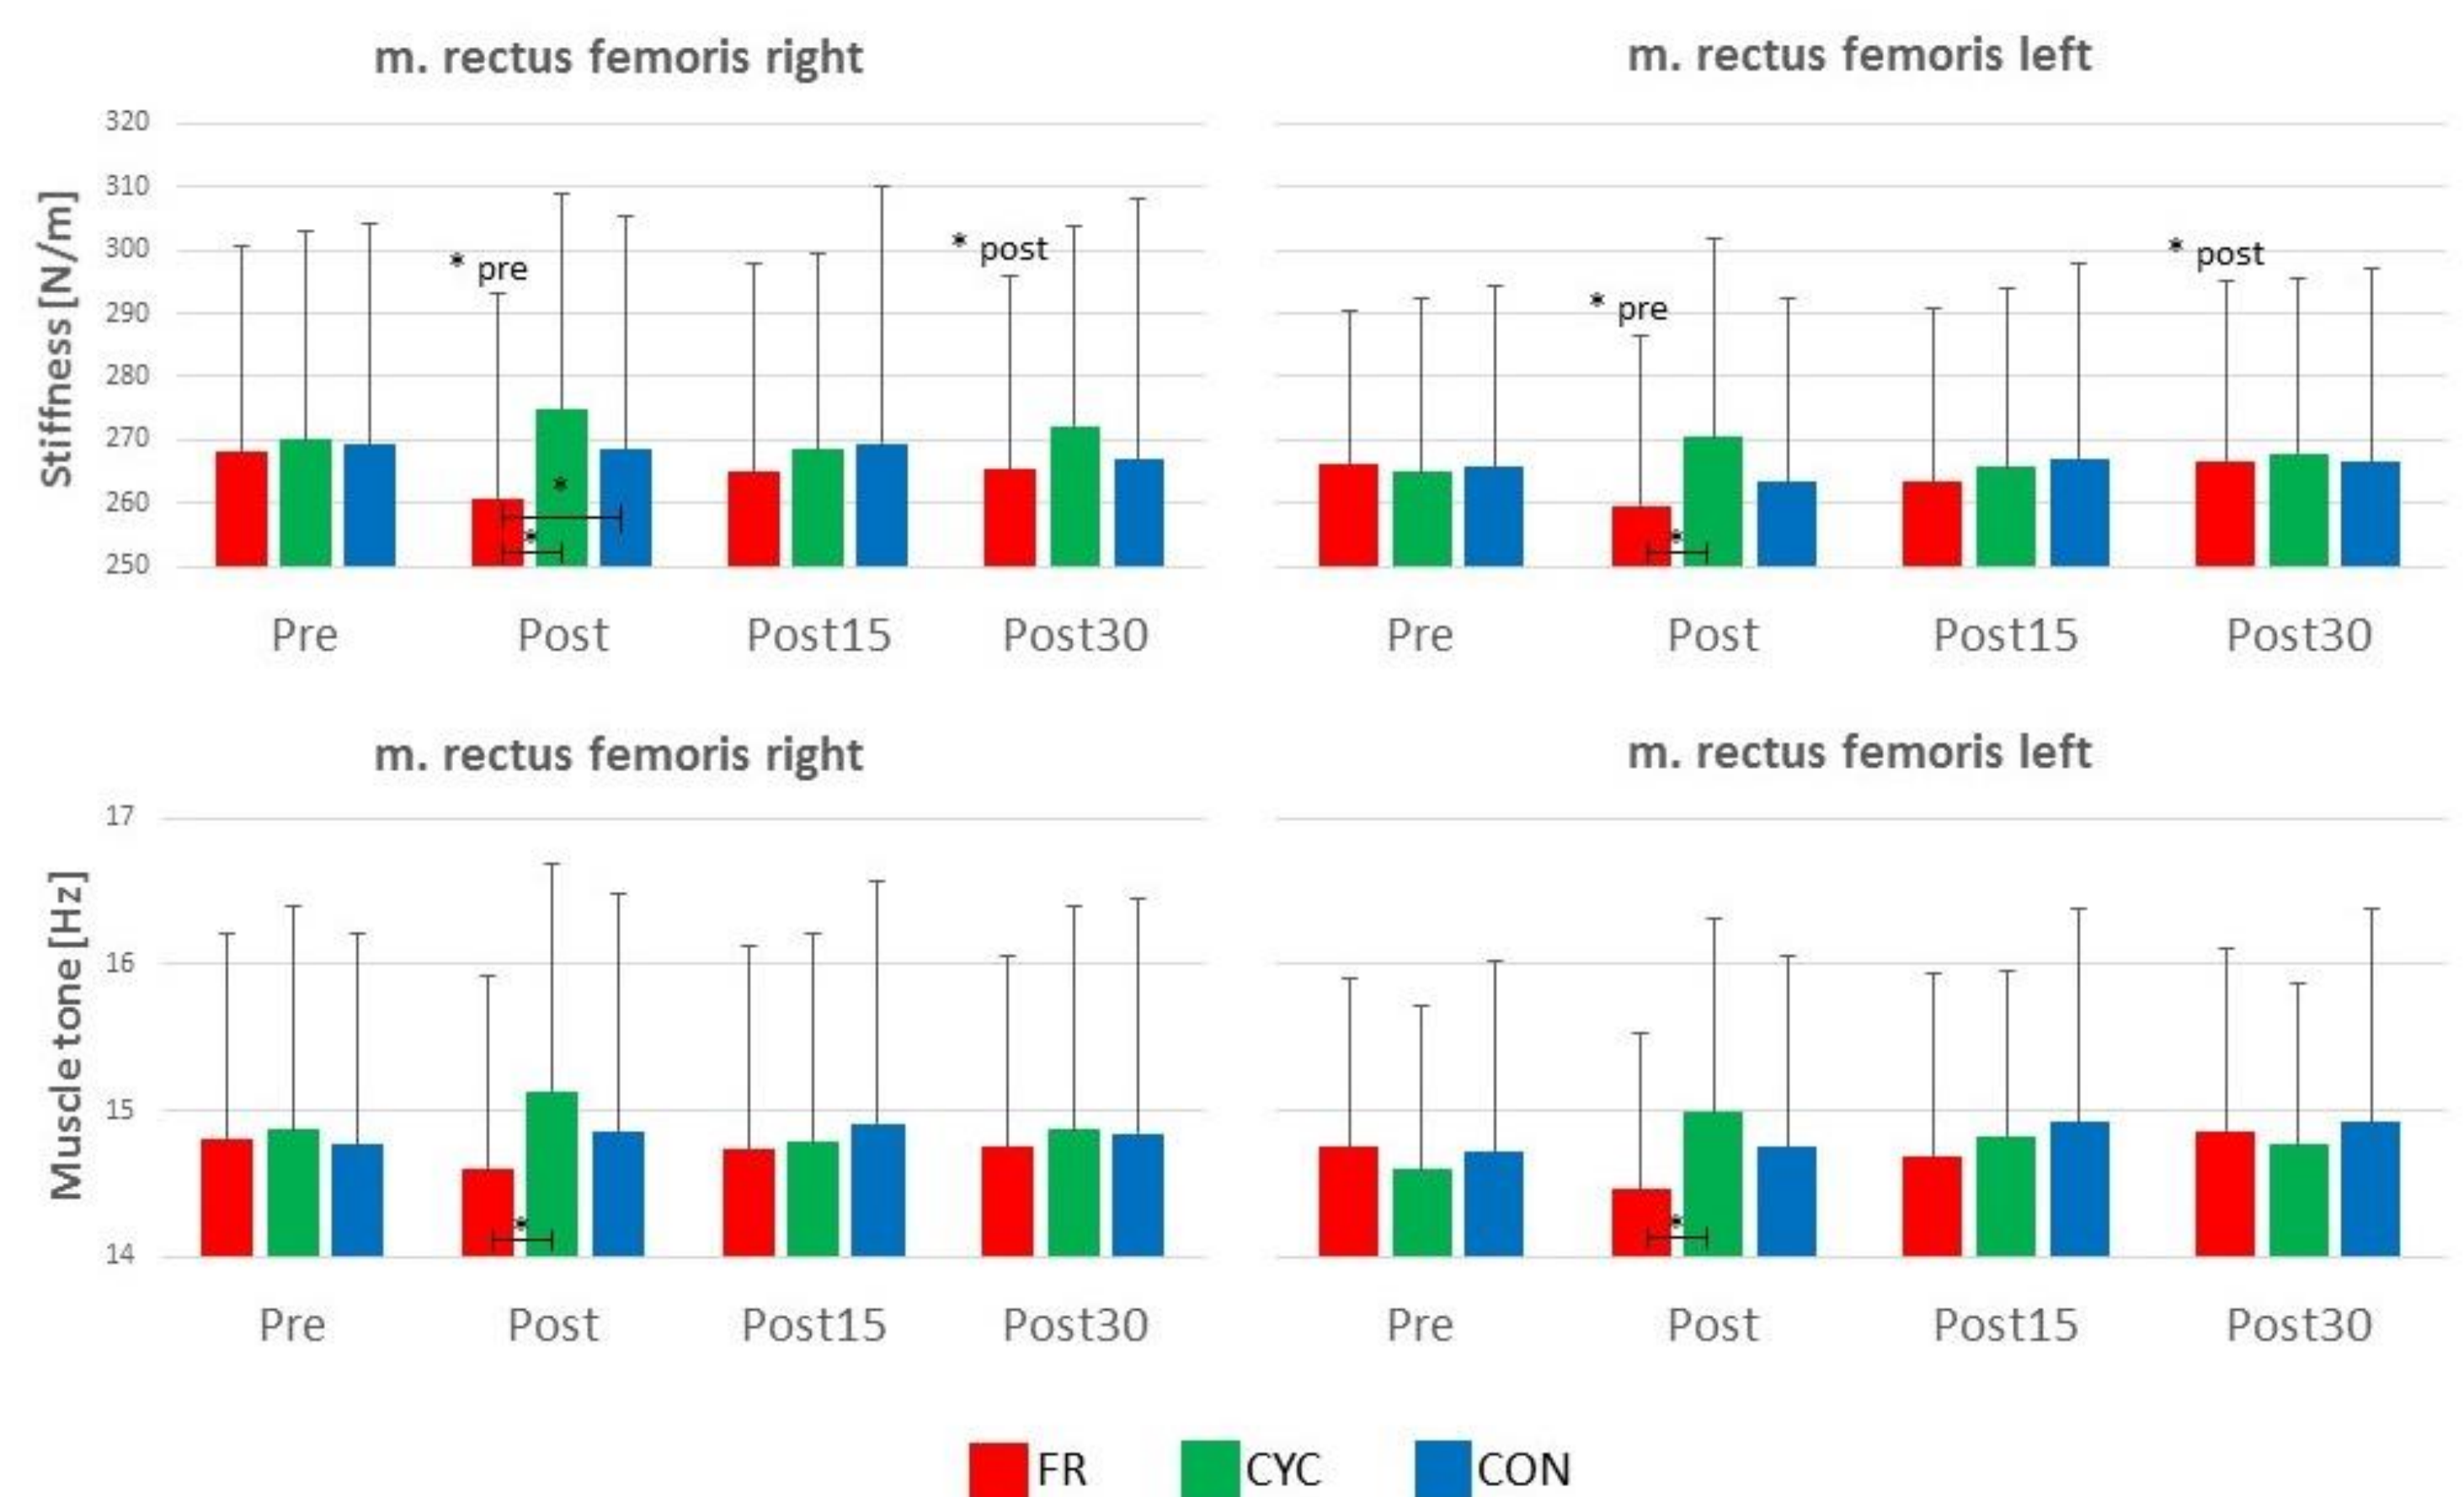 m. rectus femoris right
m. rectus femoris left
Stiffness [N/m]
320
310
300
290
280
270
260
250
* pre
* post
*
*
* pre
* post
*
Pre Post Post15 Post30
Pre Post Post15 Post30
m. rectus femoris right
m. rectus femoris left
Muscle tone [Hz]
17
16
15
14
*
*
Pre Post Post15 Post30
Pre Post Post15 Post30
FR CYC CON